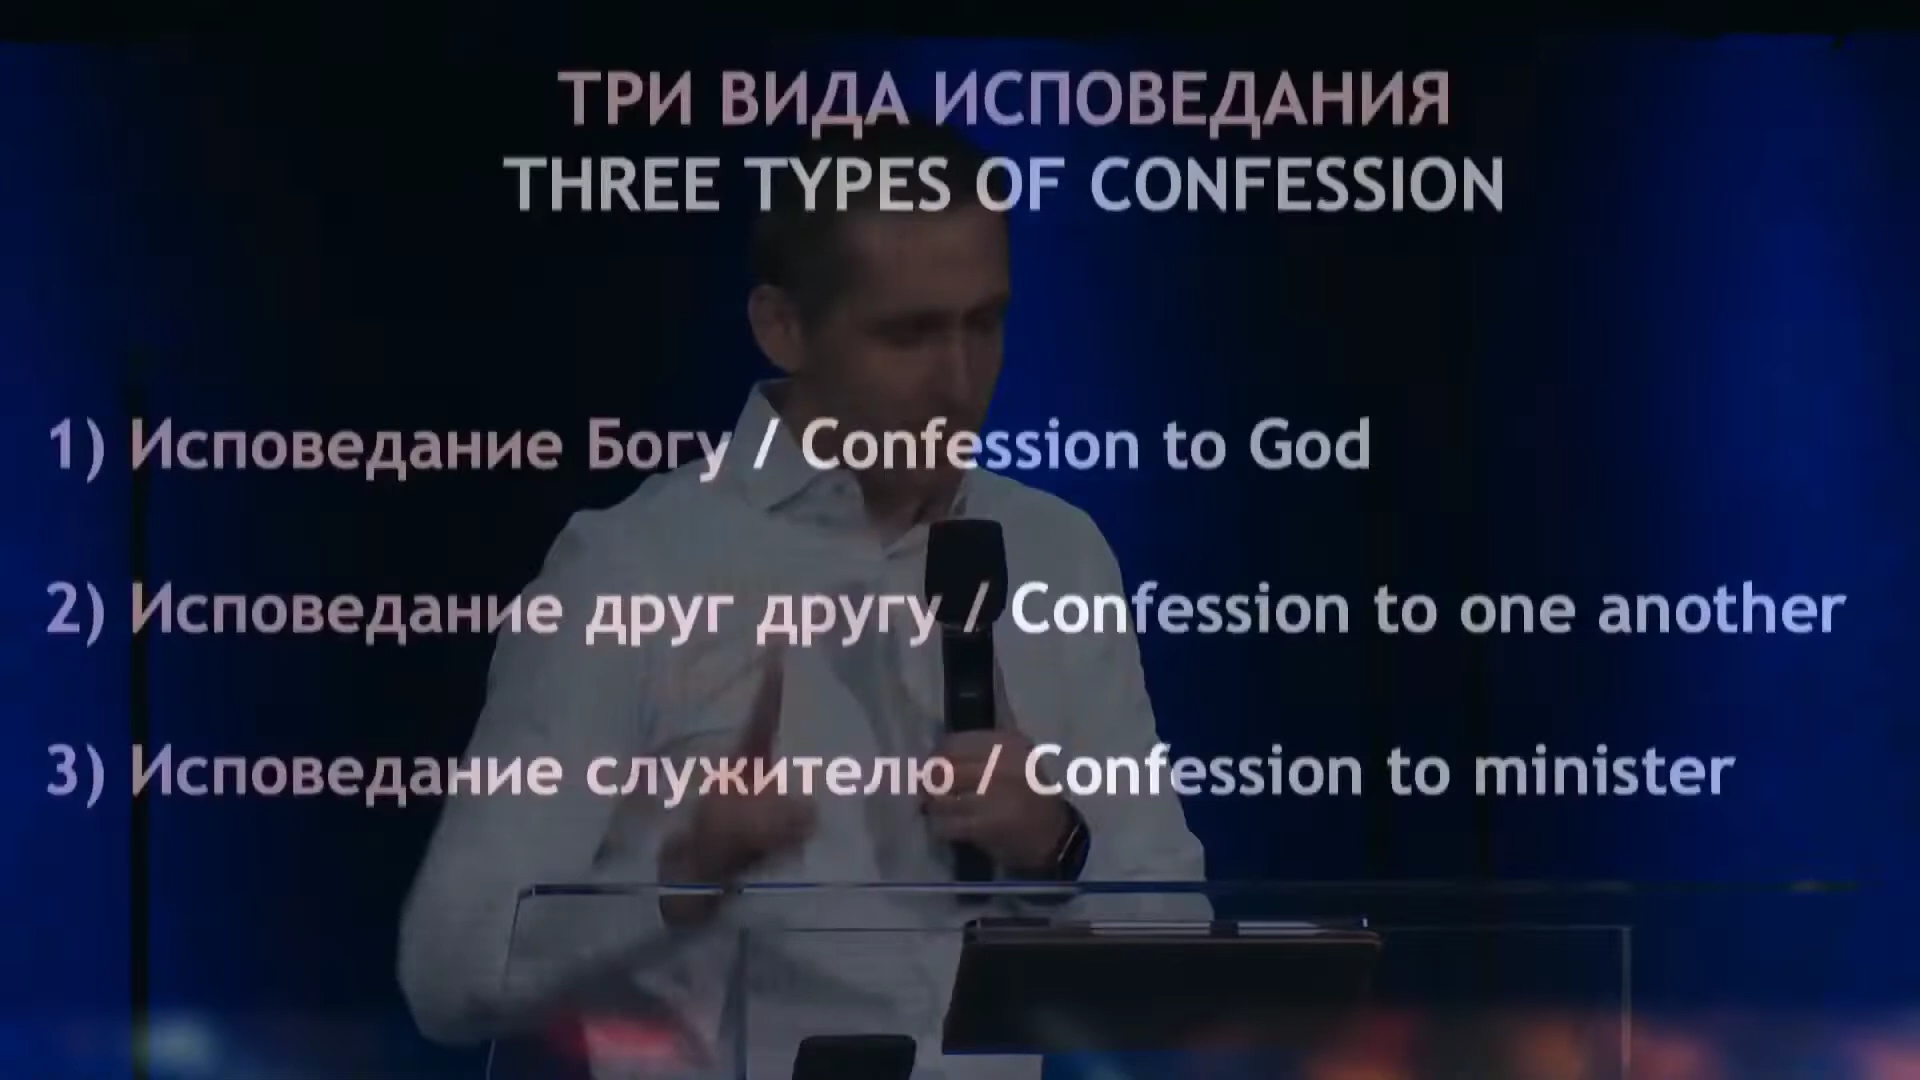 ТРИ ВИДА ИСПОВЕДАНИЯ
THREE TYPES OF CONFESSION
1) Исповедание Богу / Confession to God
2) Исповедание друг другу / Confession to one another
3) Исповедание служителю / Confession to minister